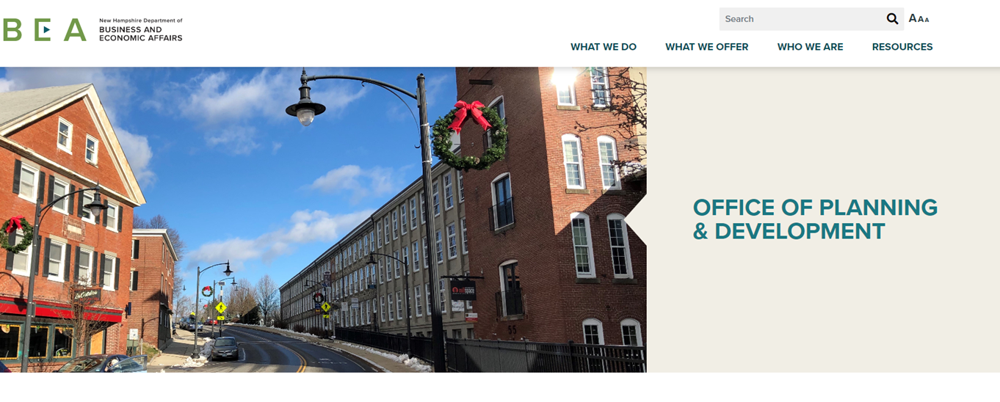 BEA
New Hampshire Department of
BUSINESS AND
ECONOMIC AFFAIRS
Search
AAA
WHAT WE DO
WHAT WE OFFER
WHO WE ARE
RESOURCES
OFFICE OF PLANNING
& DEVELOPMENT
55